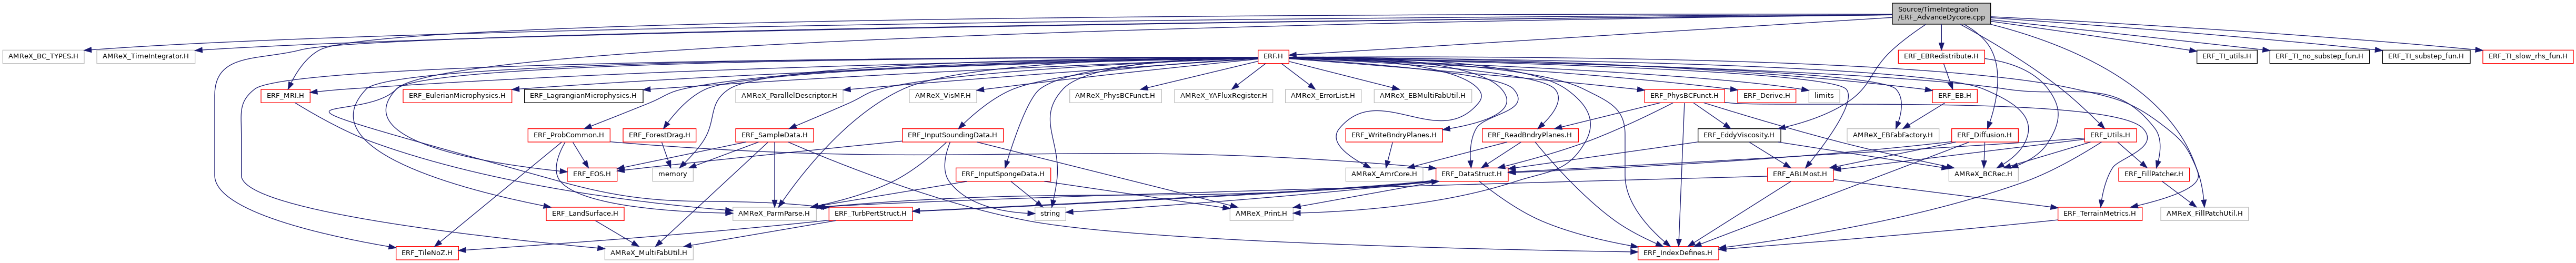 Source/TimeIntegration
/ERF_AdvanceDycore.cpp
AMReX_BC_TYPES.H
AMReX_TimeIntegrator.H
ERF.H
ERF_EBRedistribute.H
ERF_TI_utils.H
ERF_TI_no_substep_fun.H
ERF_TI_substep_fun.H
ERF_TI_slow_rhs_fun.H
ERF_MRI.H
ERF_EulerianMicrophysics.H
ERF_LagrangianMicrophysics.H
AMReX_ParallelDescriptor.H
AMReX_VisMF.H
AMReX_PhysBCFunct.H
AMReX_YAFluxRegister.H
AMReX_ErrorList.H
AMReX_EBMultiFabUtil.H
ERF_PhysBCFunct.H
ERF_Derive.H
limits
ERF_EB.H
ERF_ProbCommon.H
ERF_ForestDrag.H
ERF_SampleData.H
ERF_InputSoundingData.H
ERF_WriteBndryPlanes.H
ERF_ReadBndryPlanes.H
ERF_EddyViscosity.H
AMReX_EBFabFactory.H
ERF_Diffusion.H
ERF_Utils.H
ERF_EOS.H
memory
ERF_InputSpongeData.H
AMReX_AmrCore.H
ERF_DataStruct.H
ERF_ABLMost.H
AMReX_BCRec.H
ERF_FillPatcher.H
ERF_LandSurface.H
AMReX_ParmParse.H
ERF_TurbPertStruct.H
string
AMReX_Print.H
ERF_TerrainMetrics.H
AMReX_FillPatchUtil.H
ERF_TileNoZ.H
AMReX_MultiFabUtil.H
ERF_IndexDefines.H